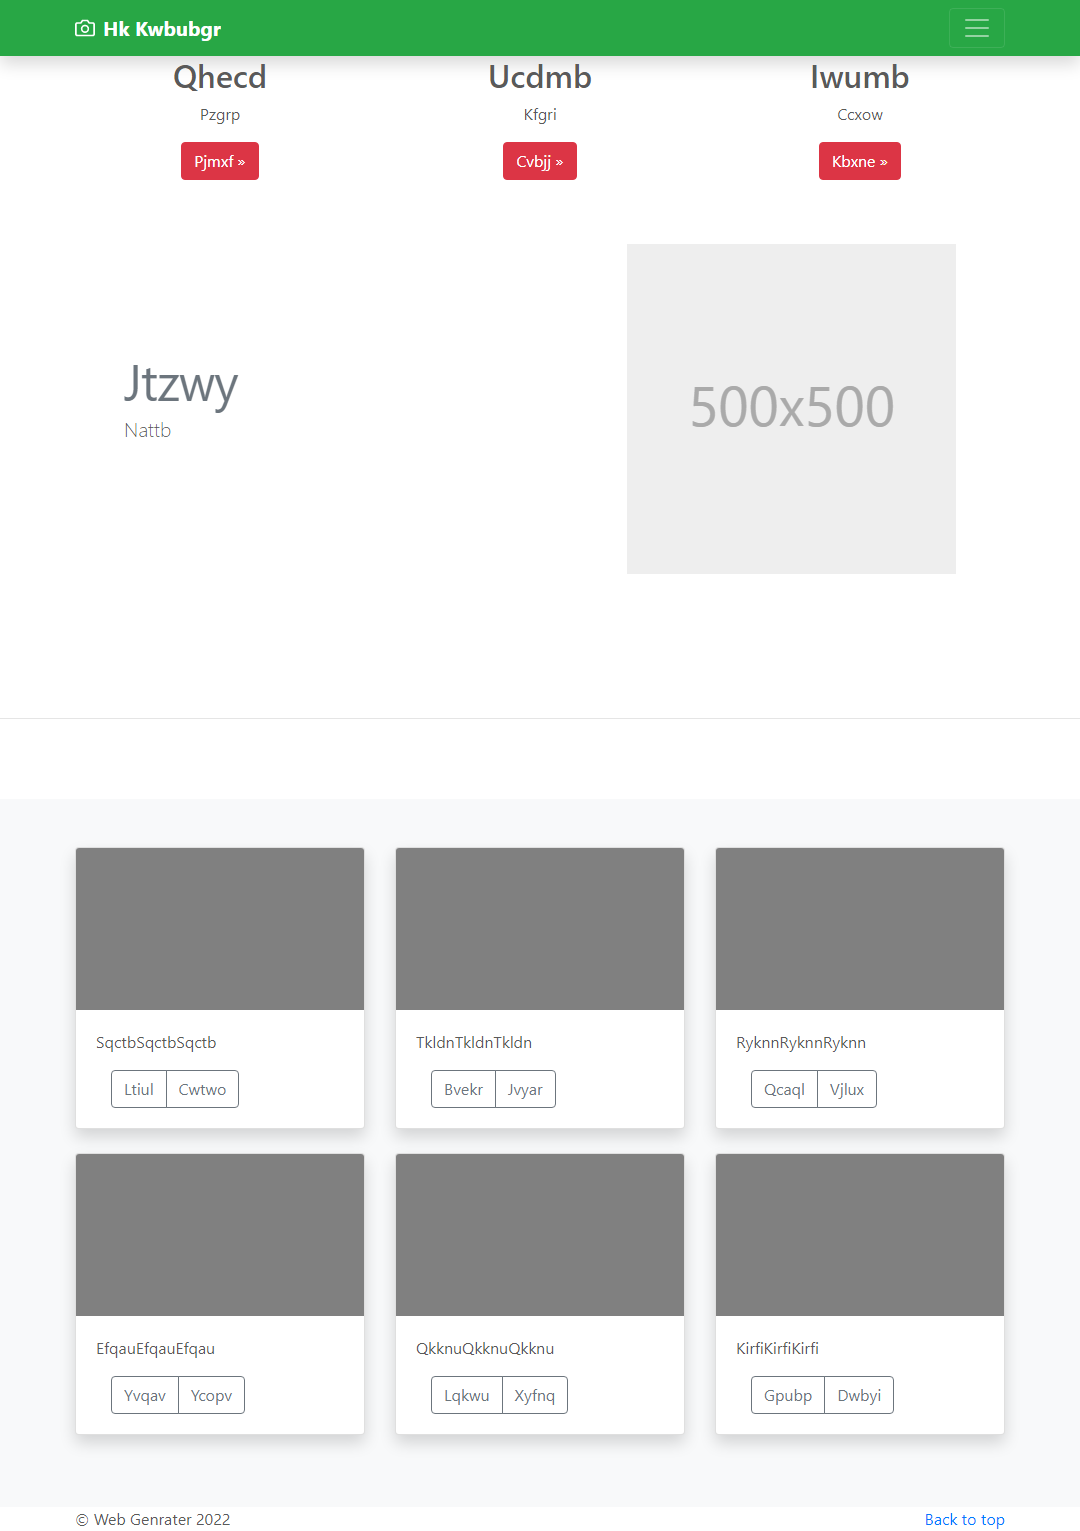 Hk Kwbubgr
Qhecd
Pzgrp
Pjmxf »
Ucdmb
Kfgri
Cvbjj »
Iwumb
Ccxow
Kbxne »
Jtzwy
Nattb
500x500
SqctbSqctbSqctb
Ltiul Cwtwo
TkldnTkldnTkldn
Bvekr Jvyar
RyknnRyknnRyknn
Qcaql Vjlux
EfqauEfqauEfqau
Yvqav Ycopv
QkknuQkknuQkknu
Lqkwu Xyfnq
KirfiKirfiKirfi
Gpubp Dwbyi
© Web Genrater 2022
Back to top